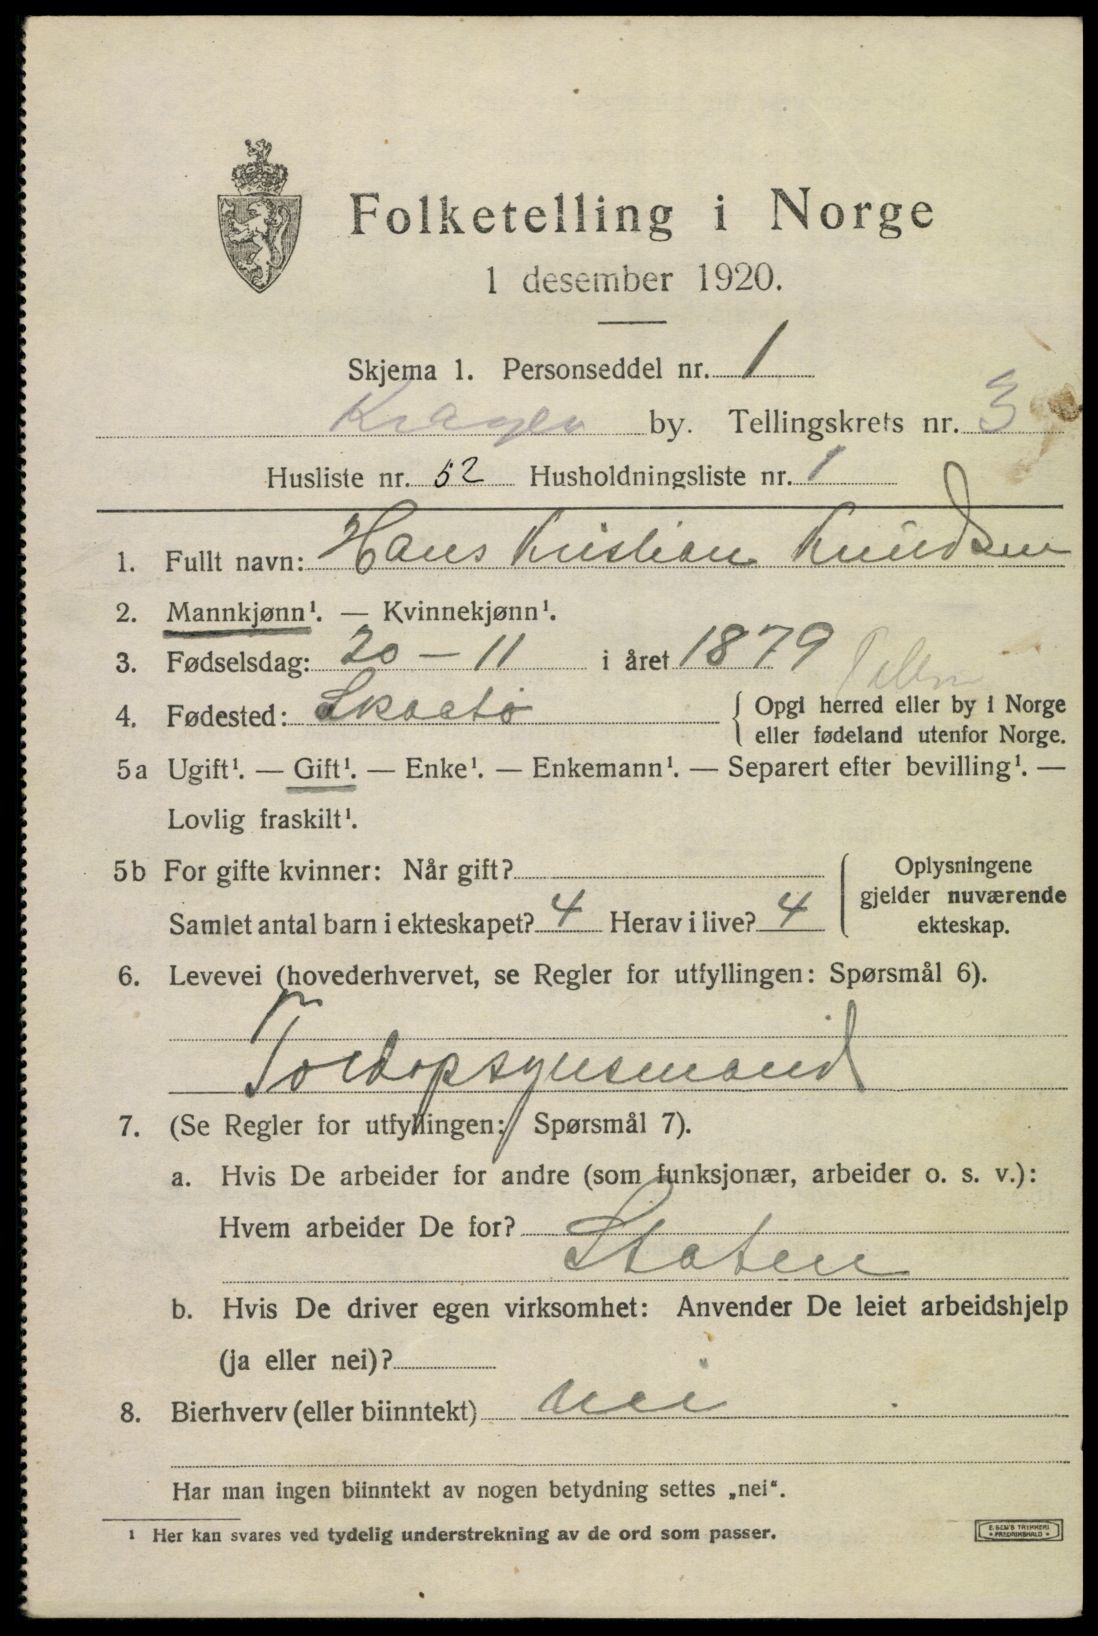 Folketelling i Norge
1 desember 1920.
Skjema 1. Personseddel nr. 1
Kragerø by. Tellingskrets nr. 3
Husliste nr. 52 Husholdningsliste nr. 1
1. Fullt navn: Hans Kristian Knudsen
2. Mannkjønn¹. — Kvinnekjønn¹.
3. Fødselsdag: 20 – 11 i året 1879
4. Fødested: Skaatø { Opgi herred eller by i Norge
eller fødeland utenfor Norge.
5a Ugift¹. — Gift¹. — Enke¹. — Enkemann¹. — Separert efter bevilling¹. —
Lovlig fraskilt¹.
5b For gifte kvinner: Når gift?
Samlet antal barn i ekteskapet? 4 Herav i live? 4
Oplysningene
gjelder nuværende
ekteskap.
6. Levevei (hovederhvervet, se Regler for utfyllingen: Spørsmål 6).
Toldopsynsmand
7. (Se Regler for utfyllingen: Spørsmål 7).
a. Hvis De arbeider for andre (som funksjonær, arbeider o. s. v.):
Hvem arbeider De for? Staten
b. Hvis De driver egen virksomhet: Anvender De leiet arbeidshjelp
(ja eller nei)?
8. Bierhverv (eller biinntekt) nei
Har man ingen biinntekt av nogen betydning settes „nei“.
¹ Her kan svares ved tydelig understrekning av de ord som passer.
E. SEM'S TRYKKERI
FREDRIKSHALD